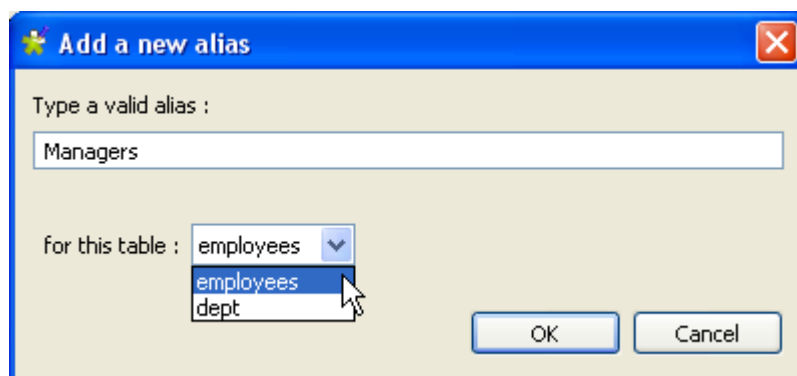 Add a new alias
Type a valid alias :
Managers
for this table : employees
employees
dept
OK Cancel